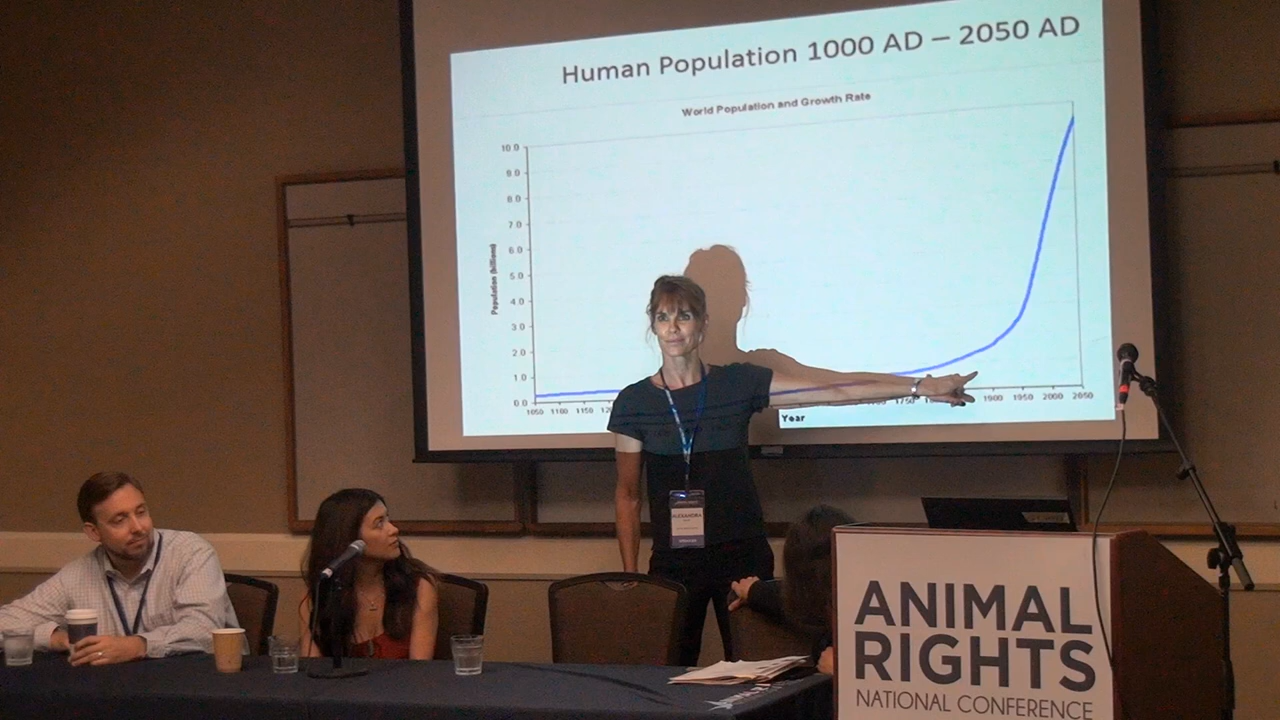 Human Population 1000 AD – 2050 AD
World Population and Growth Rate
10.0
9.0
8.0
7.0
6.0
5.0
4.0
3.0
2.0
1.0
0.0
Population (billions)
1050 1100 1150 1750 1900 1950 2000 2050
Year
ALEXANDRA
ANIMAL
RIGHTS
NATIONAL CONFERENCE